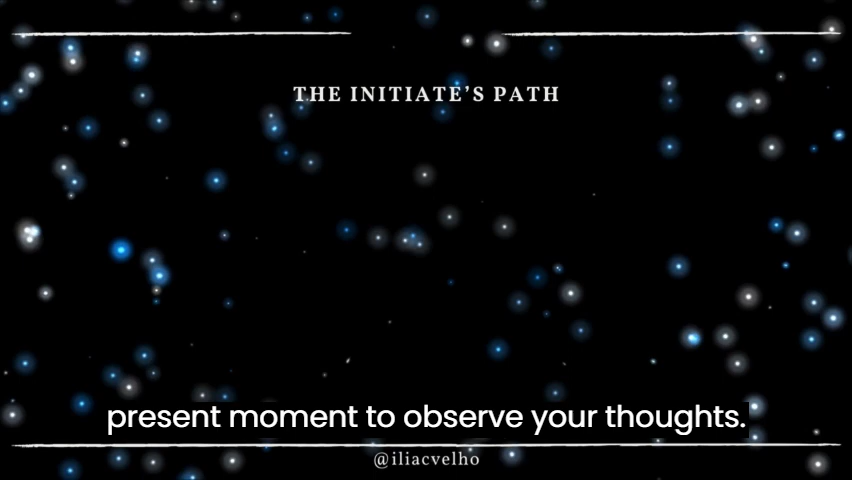 THE INITIATE’S PATH
present moment to observe your thoughts.
@iliacvelho